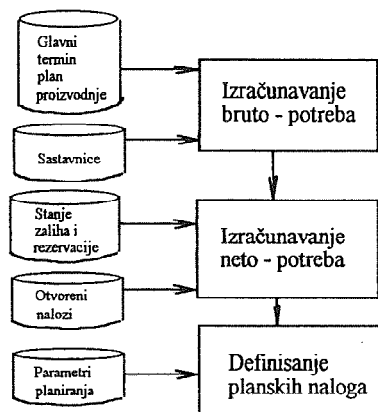 Glavni
termin
plan
proizvodnje
Izračunavanje
bruto - potreba
Sastavnice
Stanje
zaliha i
rezervacije
Izračunavanje
neto - potreba
Otvoreni
nalozi
Parametri
planiranja
Definisanje
planskih naloga